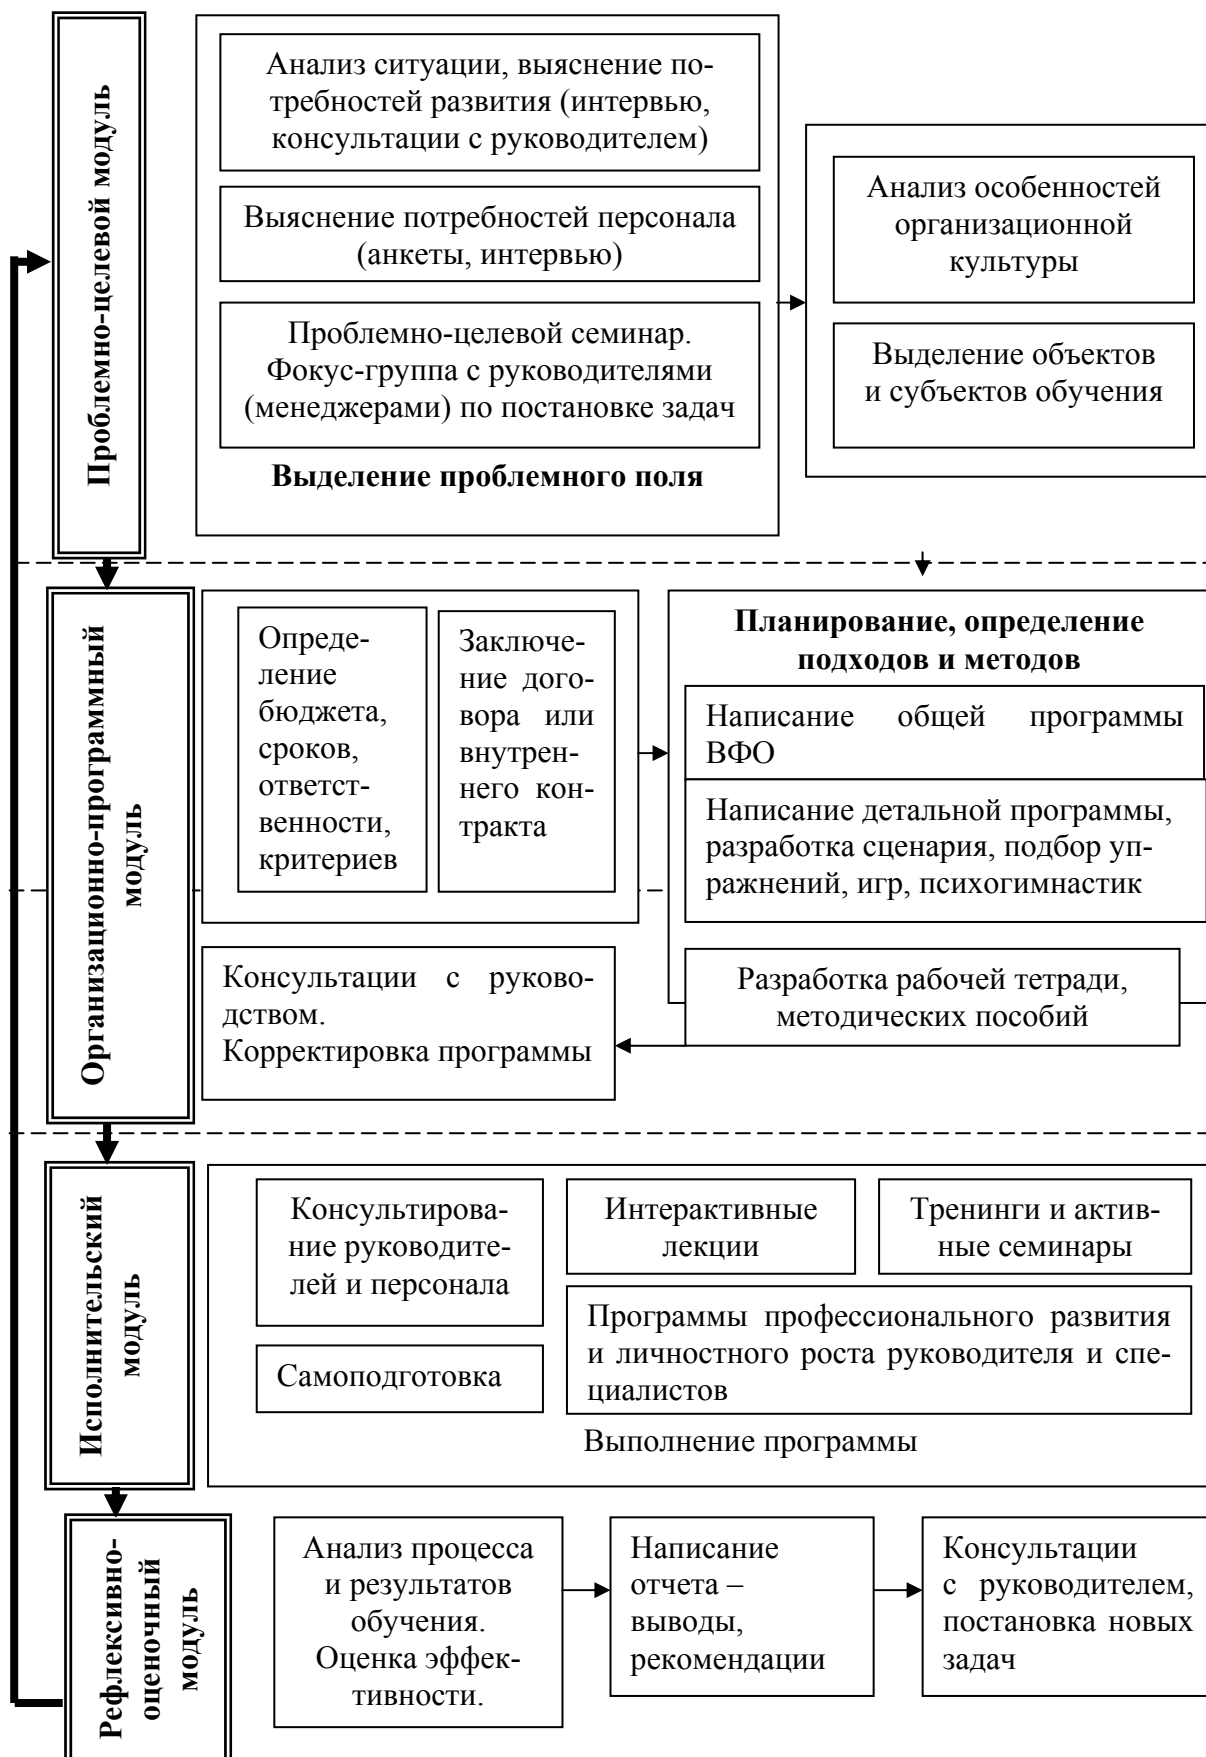 Проблемно-целевой модуль
Анализ ситуации, выяснение по-
требностей развития (интервью,
консультации с руководителем)
Выяснение потребностей персонала
(анкеты, интервью)
Проблемно-целевой семинар.
Фокус-группа с руководителями
(менеджерами) по постановке задач
Выделение проблемного поля
Анализ особенностей
организационной
культуры
Выделение объектов
и субъектов обучения
Организационно-программный
модуль
Опреде-
ление
бюджета,
сроков,
ответст-
венности,
критериев
Заключе-
ние дого-
вора или
внутрен-
него кон-
тракта
Планирование, определение
подходов и методов
Написание общей программы
ВФО
Написание детальной программы,
разработка сценария, подбор уп-
ражнений, игр, психогимнастик
Разработка рабочей тетради,
методических пособий
Консультации с руково-
дством.
Корректировка программы
Исполнительский
модуль
Консультирова-
ние руководите-
лей и персонала
Интерактивные
лекции
Тренинги и актив-
ные семинары
Самоподготовка
Программы профессионального развития
и личностного роста руководителя и спе-
циалистов
Выполнение программы
Рефлексивно-
оценочный
модуль
Анализ процесса
и результатов
обучения.
Оценка эффек-
тивности.
Написание
отчета –
выводы,
рекомендации
Консультации
с руководителем,
постановка новых
задач